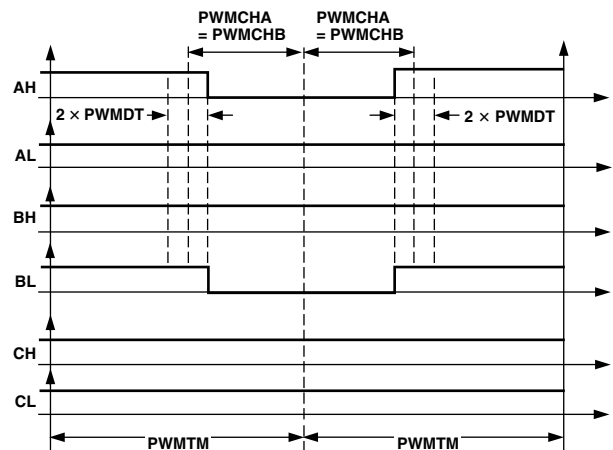 PWMCHA
= PWMCHB
PWMCHA
= PWMCHB
AH
2 × PWMDT
2 × PWMDT
AL
BH
BL
CH
CL
PWMTM
PWMTM